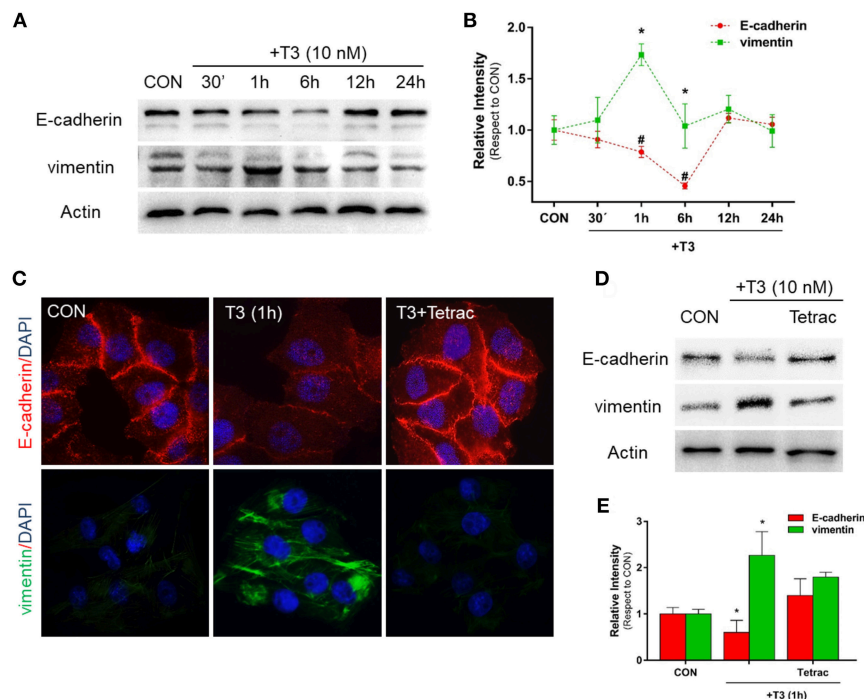 A
+T3 (10 nM)
CON 30’ 1h 6h 12h 24h
E-cadherin
vimentin
Actin
B
E-cadherin
vimentin
Relative Intensity
(Respect to CON)
2.0
1.5
1.0
0.5
*
*
#
#
CON 30´ 1h 6h 12h 24h
+T3
C
CON
T3 (1h)
T3+Tetrac
E-cadherin/DAPI
vimentin/DAPI
D
+T3 (10 nM)
CON Tetrac
E-cadherin
vimentin
Actin
E
E-cadherin
vimentin
Relative Intensity
(Respect to CON)
3
2
1
0
*
*
CON Tetrac
+T3 (1h)